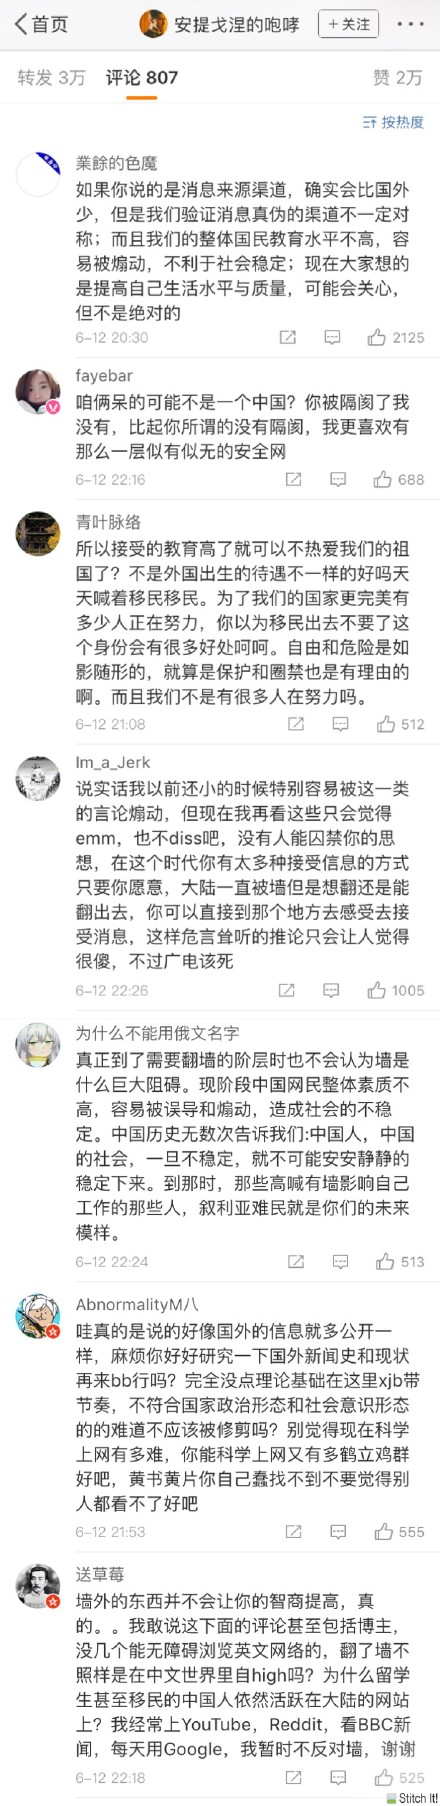 首页
安提戈涅的咆哮
+关注
转发 3万
评论 807
赞 2万
按热度
業餘的色魔
如果你说的是消息来源渠道，确实会比国外
少，但是我们验证消息真伪的渠道不一定对
称；而且我们的整体国民教育水平不高，容
易被煽动，不利于社会稳定；现在大家想的
是提高自己生活水平与质量，可能会关心，
但不是绝对的
6-12 20:30
2125
fayebar
咱俩呆的可能不是一个中国？你被隔阂了我
没有，比起你所谓的没有隔阂，我更喜欢有
那么一层似有似无的安全网
6-12 22:16
688
青叶脉络
所以接受的教育高了就可以不热爱我们的祖
国了？不是外国出生的待遇不一样的好吗天
天喊着移民移民。为了我们的国家更完美有
多少人正在努力，你以为移民出去不要了这
个身份会有很多好处呵呵。自由和危险是如
影随形的，就算是保护和圈禁也是有理由的
啊。而且我们不是有很多人在努力吗。
6-12 21:08
512
Im_a_Jerk
说实话我以前还小的时候特别容易被这一类
的言论煽动，但现在我再看这些只会觉得
emm，也不diss吧，没有人能囚禁你的思
想，在这个时代你有太多种接受信息的方式
只要你愿意，大陆一直被墙但是想翻还是能
翻出去，你可以直接到那个地方去感受去接
受消息，这样危言耸听的推论只会让人觉得
很傻，不过广电该死
6-12 22:26
1005
为什么不能用俄文名字
真正到了需要翻墙的阶层时也不会认为墙是
什么巨大阻碍。现阶段中国网民整体素质不
高，容易被误导和煽动，造成社会的不稳
定。中国历史无数次告诉我们:中国人，中国
的社会，一旦不稳定，就不可能安安静静的
稳定下来。到那时，那些高喊有墙影响自己
工作的那些人，叙利亚难民就是你们的未来
模样。
6-12 22:24
513
AbnormalityM八
哇真的是说的好像国外的信息就多公开一
样，麻烦你好好研究一下国外新闻史和现状
再来bb行吗？完全没点理论基础在这里xjb带
节奏，不符合国家政治形态和社会意识形态
的的难道不应该被修剪吗？别觉得现在科学
上网有多难，你能科学上网又有多鹤立鸡群
好吧，黄书黄片你自己蠢找不到不要觉得别
人都看不了好吧
6-12 21:53
555
送草莓
墙外的东西并不会让你的智商提高，真
的。。我敢说这下面的评论甚至包括博主，
没几个能无障碍浏览英文网络的，翻了墙不
照样是在中文世界里自high吗？为什么留学
生甚至移民的中国人依然活跃在大陆的网站
上？我经常上YouTube，Reddit，看BBC新
闻，每天用Google，我暂时不反对墙，谢谢
6-12 22:18
525
Stitch It!